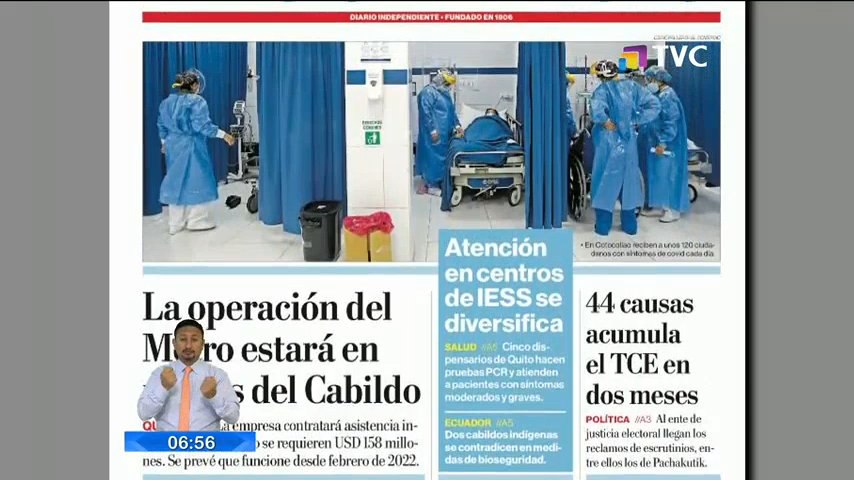 DIARIO INDEPENDIENTE • FUNDADO EN 1906
TVC
DESECHOS
COMUNES
• En Cotocollao reciben a unos 120 ciuda-
danos con síntomas de covid cada día.
Atención
en centros
de IESS se
diversifica
SALUD //A5 Cinco dis-
pensarios de Quito hacen
pruebas PCR y atienden
a pacientes con síntomas
moderados y graves.
ECUADOR //A5
Dos cabildos indígenas
se contradicen en medi-
das de bioseguridad.
La operación del
Metro estará en
del Cabildo
La empresa contratará asistencia in-
se requieren USD 158 millo-
nes. Se prevé que funcione desde febrero de 2022.
44 causas
acumula
el TCE en
dos meses
POLÍTICA //A3 Al ente de
justicia electoral llegan los
reclamos de escrutinios, en-
tre ellos los de Pachakutik.
06:56